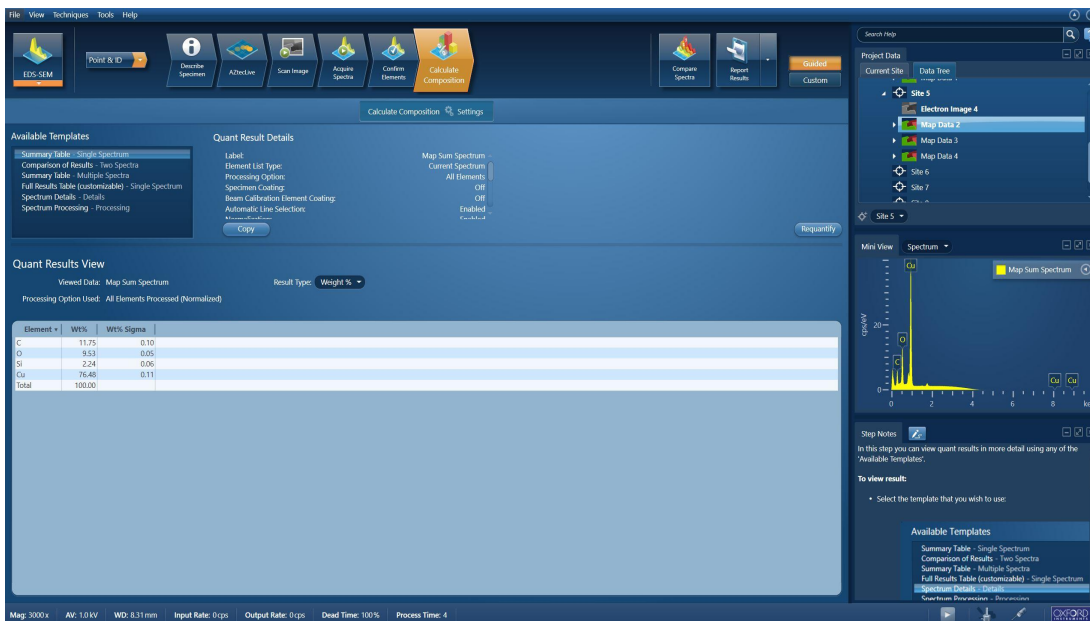 File View Techniques Tools Help
EDS-SEM
Point & ID
Describe Specimen
AZtecLive
Scan Image
Acquire Spectra
Confirm Elements
Calculate Composition
Compare Spectra
Report Results
Guided
Custom
Calculate Composition Settings
Available Templates
Summary Table - Single Spectrum
Comparison of Results - Two Spectra
Summary Table - Multiple Spectra
Full Results Table (customizable) - Single Spectrum
Spectrum Details - Details
Spectrum Processing - Processing
Quant Result Details
Label: Map Sum Spectrum
Element List Type: Current Spectrum
Processing Option: All Elements
Specimen Coating: Off
Beam Calibration Element Coating: Off
Automatic Line Selection: Enabled
Normalization: Enabled
Copy
Requantify
Quant Results View
Viewed Data: Map Sum Spectrum
Result Type: Weight %
Processing Option Used: All Elements Processed (Normalized)
Element Wt% Wt% Sigma
C 11.75 0.10
O 9.53 0.05
Si 2.24 0.06
Cu 76.48 0.11
Total 100.00
Search Help
Project Data
Current Site Data Tree
Site 5
Electron Image 4
Map Data 2
Map Data 3
Map Data 4
Site 6
Site 7
Site 5
Mini View Spectrum
Map Sum Spectrum
cps/eV
20
0
Cu
O
C
Cu Cu
0 2 4 6 8 ke
Step Notes
In this step you can view quant results in more detail using any of the
'Available Templates'.
To view result:
• Select the template that you wish to use:
Available Templates
Summary Table - Single Spectrum
Comparison of Results - Two Spectra
Summary Table - Multiple Spectra
Full Results Table (customizable) - Single Spectrum
Spectrum Details - Details
Spectrum Processing - Processing
Mag: 3000 x AV: 1.0 kV WD: 8.31 mm Input Rate: 0 cps Output Rate: 0 cps Dead Time: 100% Process Time: 4
OXFORD
INSTRUMENTS